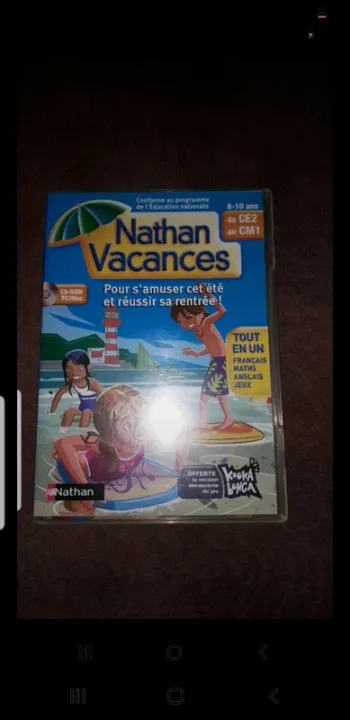 Conforme au programme
de l'Éducation nationale
8-10 ans
du CE2
au CM1
Nathan
Vacances
CD-ROM
PC/Mac
Pour s'amuser cet été
et réussir sa rentrée !
TOUT
EN UN
FRANÇAIS
MATHS
ANGLAIS
JEUX
OFFERTE
la version
découverte
du jeu
KOOKA
LONGA
Nathan